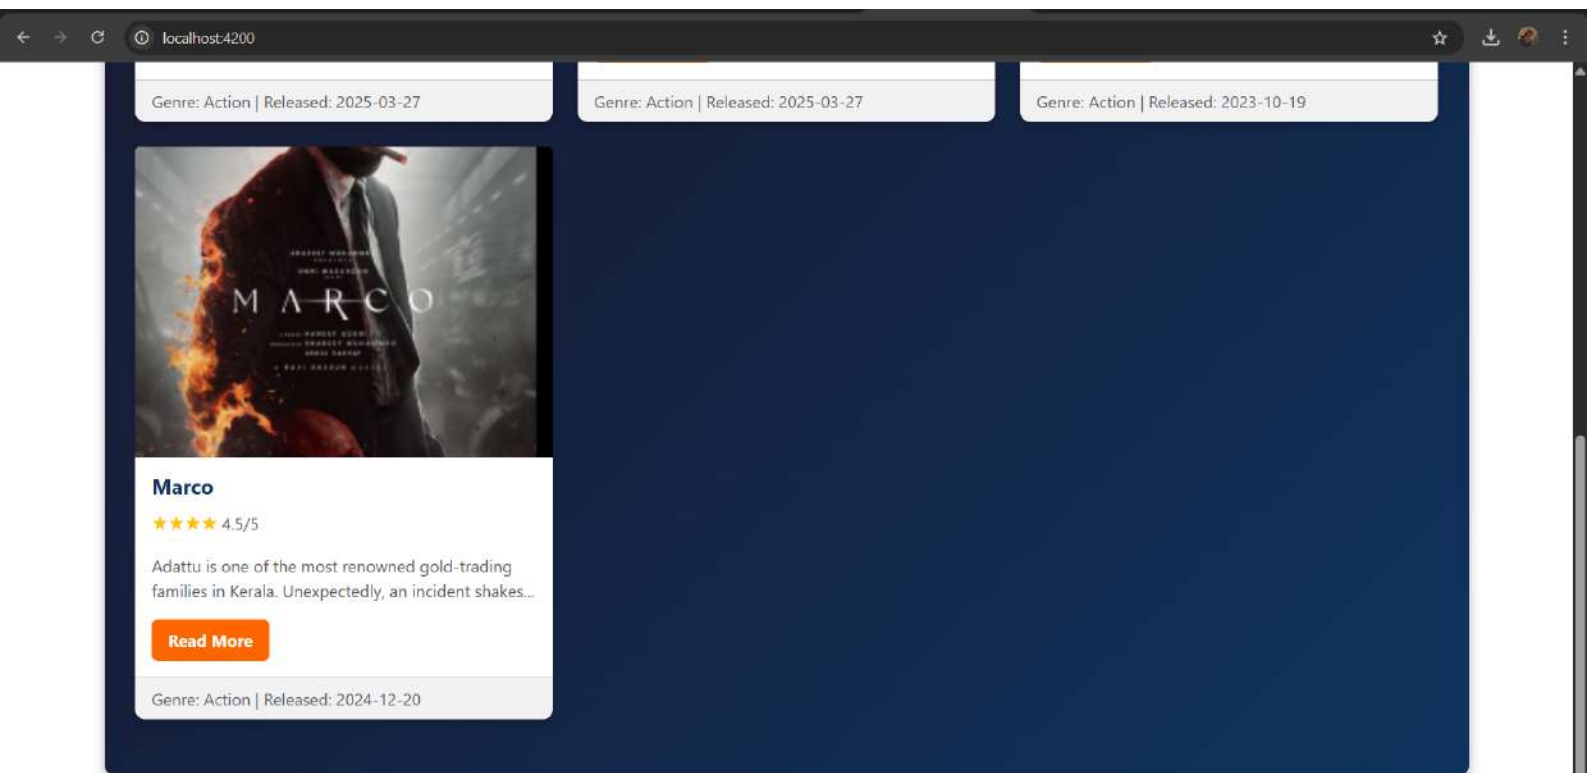 localhost:4200
Genre: Action | Released: 2025-03-27
Genre: Action | Released: 2025-03-27
Genre: Action | Released: 2023-10-19
MARCO
Marco
★★★★ 4.5/5
Adattu is one of the most renowned gold-trading
families in Kerala. Unexpectedly, an incident shakes...
Read More
Genre: Action | Released: 2024-12-20